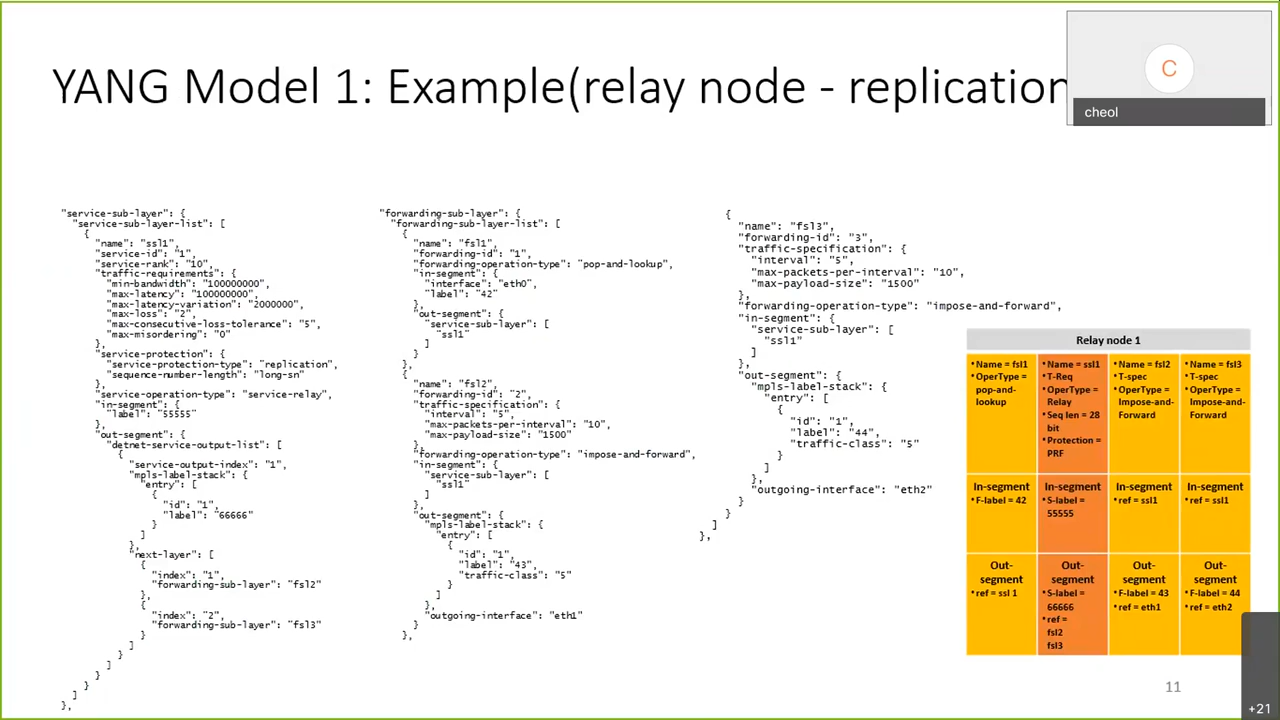 YANG Model 1: Example(relay node - replication
C
cheol
"service-sub-layer": {
"service-sub-layer-list": [
{
"name": "ssl1",
"service-id": "1",
"service-rank": "10",
"traffic-requirements": {
"min-bandwidth": "100000000",
"max-latency": "100000000",
"max-latency-variation": "2000000",
"max-loss": "2",
"max-consecutive-loss-tolerance": "5",
"max-misordering": "0"
},
"service-protection": {
"service-protection-type": "replication",
"sequence-number-length": "long-sn"
},
"service-operation-type": "service-relay",
"in-segment": {
"label": "55555"
},
"out-segment": {
"detnet-service-output-list": [
{
"service-output-index": "1",
"mpls-label-stack": {
"entry": [
{
"id": "1",
"label": "66666"
}
]
},
"next-layer": [
{
"index": "1",
"forwarding-sub-layer": "fsl2"
},
{
"index": "2",
"forwarding-sub-layer": "fsl3"
}
]
}
]
}
}
]
},
"forwarding-sub-layer": {
"forwarding-sub-layer-list": [
{
"name": "fsl1",
"forwarding-id": "1",
"forwarding-operation-type": "pop-and-lookup",
"in-segment": {
"interface": "eth0",
"label": "42"
},
"out-segment": {
"service-sub-layer": [
"ssl1"
]
}
},
{
"name": "fsl2",
"forwarding-id": "2",
"traffic-specification": {
"interval": "5",
"max-packets-per-interval": "10",
"max-payload-size": "1500"
},
"forwarding-operation-type": "impose-and-forward",
"in-segment": {
"service-sub-layer": [
"ssl1"
]
},
"out-segment": {
"mpls-label-stack": {
"entry": [
{
"id": "1",
"label": "43",
"traffic-class": "5"
}
]
},
"outgoing-interface": "eth1"
}
},
{
"name": "fsl3",
"forwarding-id": "3",
"traffic-specification": {
"interval": "5",
"max-packets-per-interval": "10",
"max-payload-size": "1500"
},
"forwarding-operation-type": "impose-and-forward",
"in-segment": {
"service-sub-layer": [
"ssl1"
]
},
"out-segment": {
"mpls-label-stack": {
"entry": [
{
"id": "1",
"label": "44",
"traffic-class": "5"
}
]
},
"outgoing-interface": "eth2"
}
}
]
},
Relay node 1
• Name = fsl1
• OperType =
pop-and-
lookup
• Name = ssl1
• T-Req
• OperType =
Relay
• Seq len = 28
bit
• Protection =
PRF
• Name = fsl2
• T-spec
• OperType =
Impose-and-
Forward
• Name = fsl3
• T-spec
• OperType =
Impose-and-
Forward
In-segment
• F-label = 42
In-segment
• S-label =
55555
In-segment
• ref = ssl1
In-segment
• ref = ssl1
Out-
segment
• ref = ssl 1
Out-
segment
• S-label =
66666
• ref =
fsl2
fsl3
Out-
segment
• F-label = 43
• ref = eth1
Out-
segment
• F-label = 44
• ref = eth2
11
+21